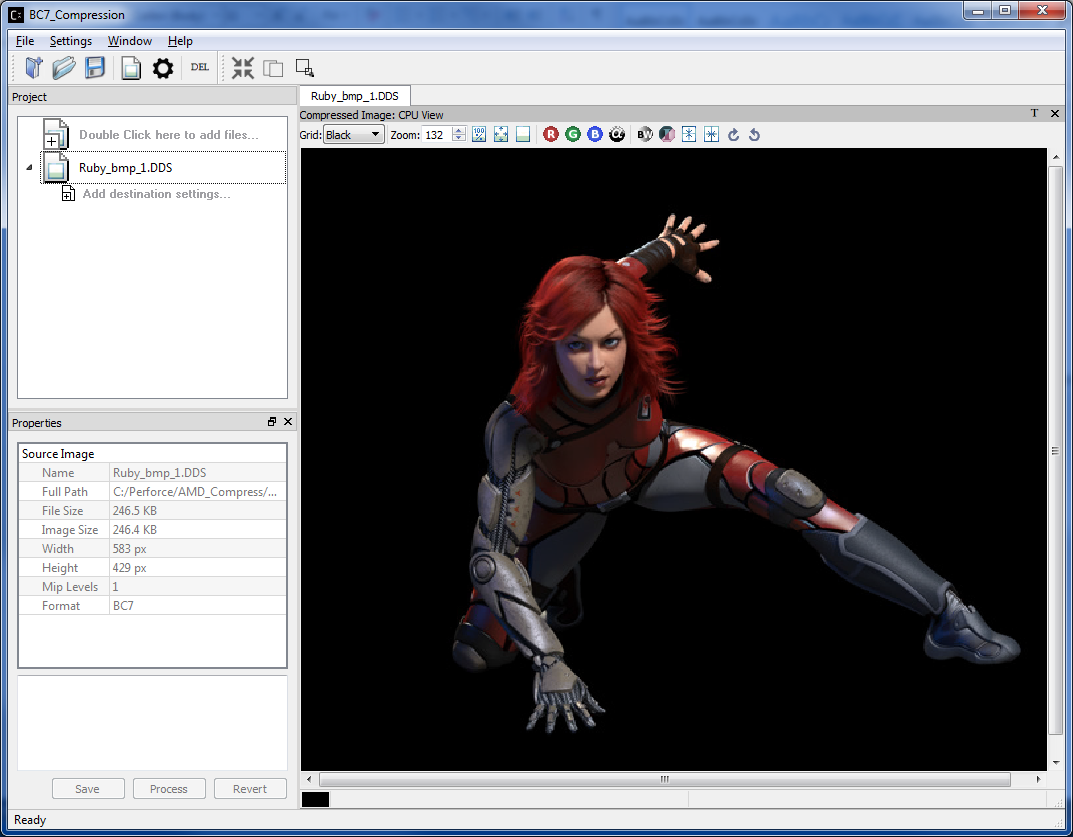 BC7_Compression
File Settings Window Help
DEL
Project
Double Click here to add files...
Ruby_bmp_1.DDS
Add destination settings...
Properties
Source Image
Name Ruby_bmp_1.DDS
Full Path C:/Perforce/AMD_Compress/...
File Size 246.5 KB
Image Size 246.4 KB
Width 583 px
Height 429 px
Mip Levels 1
Format BC7
Save Process Revert
Ruby_bmp_1.DDS
Compressed Image: CPU View T
Grid: Black Zoom: 132 100% R G B BW
Ready